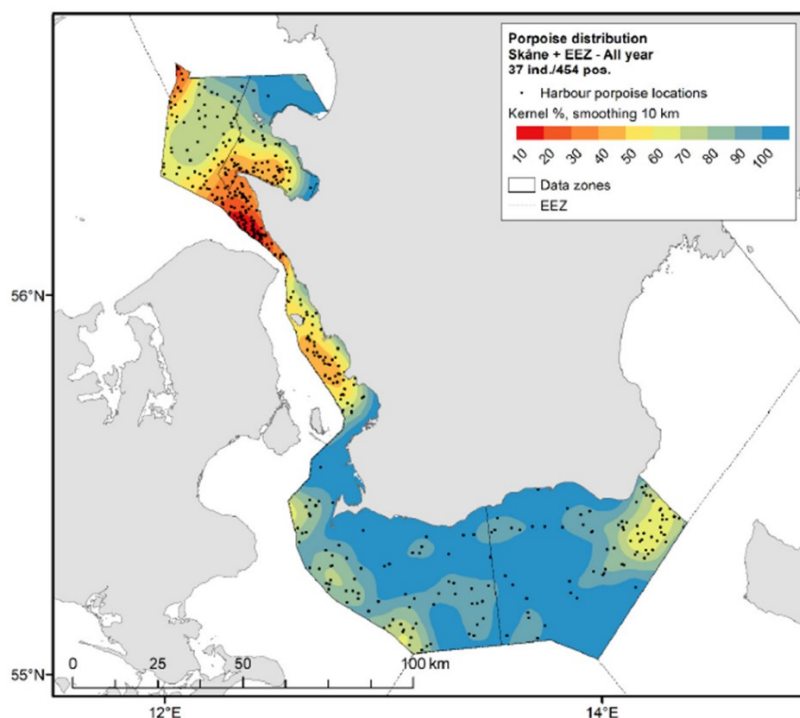 Porpoise distribution
Skåne + EEZ - All year
37 ind./454 pos.
Harbour porpoise locations
Kernel %, smoothing 10 km
10 20 30 40 50 60 70 80 90 100
Data zones
EEZ
56°N
0 25 50 100 km
55°N
12°E 14°E